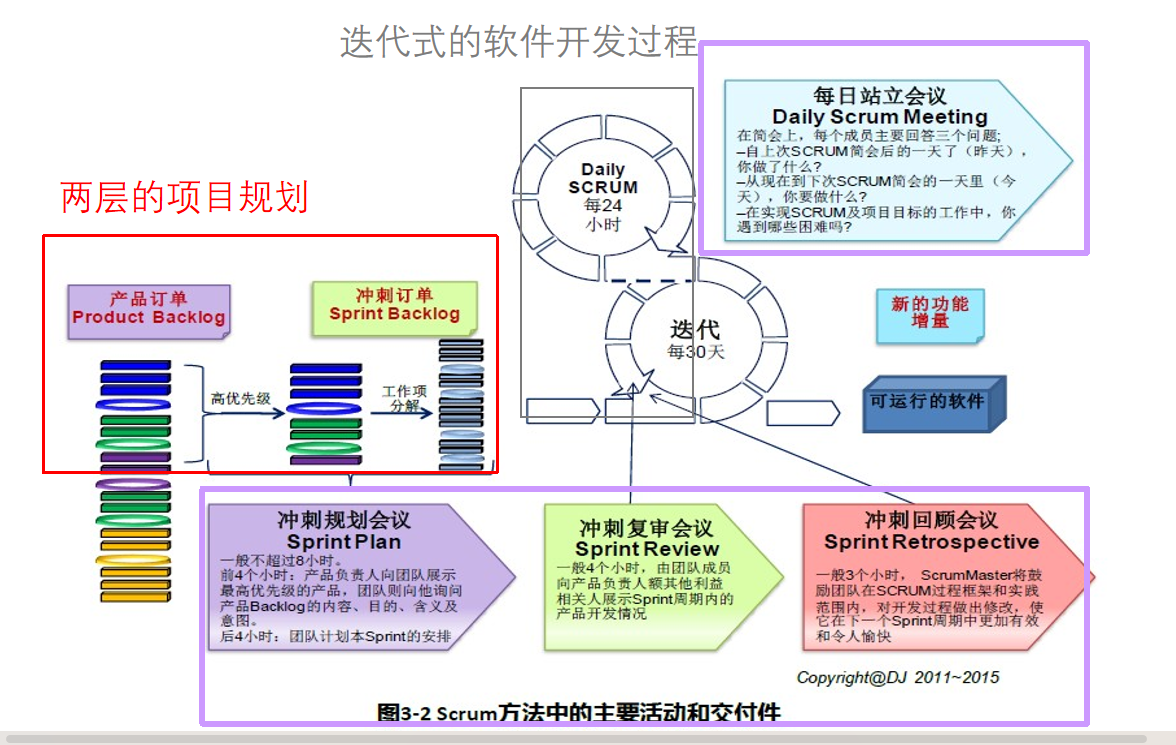 迭代式的软件开发过程
每日站立会议
Daily Scrum Meeting
在简会上，每个成员主要回答三个问题;
–自上次SCRUM简会后的一天了（昨天），
你做了什么?
–从现在到下次SCRUM简会的一天里（今
天），你要做什么?
–在实现SCRUM及项目目标的工作中，你
遇到哪些困难吗?
Daily
SCRUM
每24
小时
两层的项目规划
产品订单
Product Backlog
冲刺订单
Sprint Backlog
高优先级
工作项
分解
迭代
每30天
新的功能
增量
可运行的软件
冲刺规划会议
Sprint Plan
一般不超过8小时。
前4个小时：产品负责人向团队展示
最高优先级的产品，团队则向他询问
产品Backlog的内容、目的、含义及
意图。
后4小时：团队计划本Sprint的安排
冲刺复审会议
Sprint Review
一般4个小时，由团队成员
向产品负责人额其他利益
相关人展示Sprint周期内的
产品开发情况
冲刺回顾会议
Sprint Retrospective
一般3个小时， ScrumMaster将鼓
励团队在SCRUM过程框架和实践
范围内，对开发过程做出修改，使
它在下一个Sprint周期中更加有效
和令人愉快
Copyright@DJ 2011~2015
图3-2 Scrum方法中的主要活动和交付件